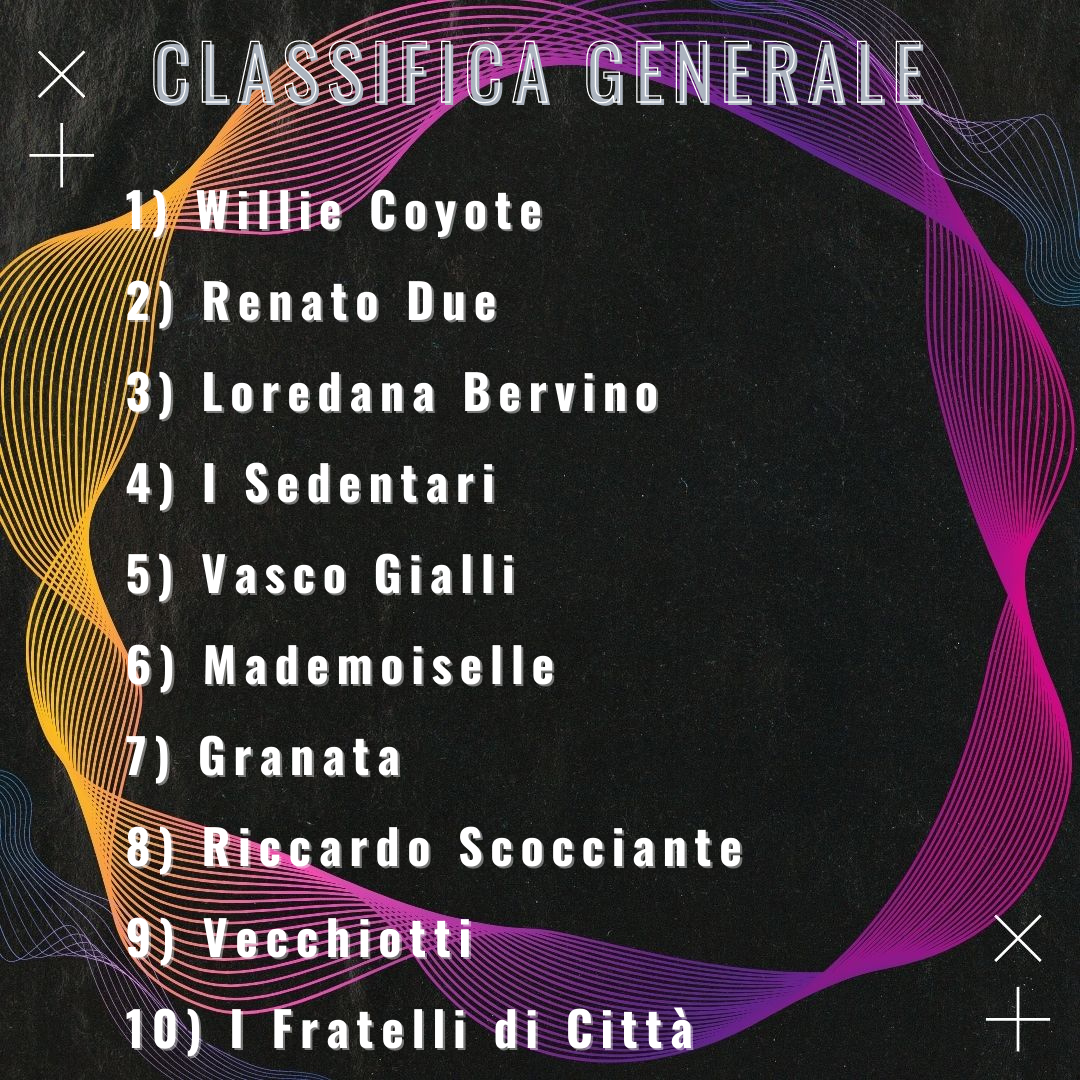 CLASSIFICA GENERALE
1) Willie Coyote
2) Renato Due
3) Loredana Bervino
4) I Sedentari
5) Vasco Gialli
6) Mademoiselle
7) Granata
8) Riccardo Scocciante
9) Vecchiotti
10) I Fratelli di Città